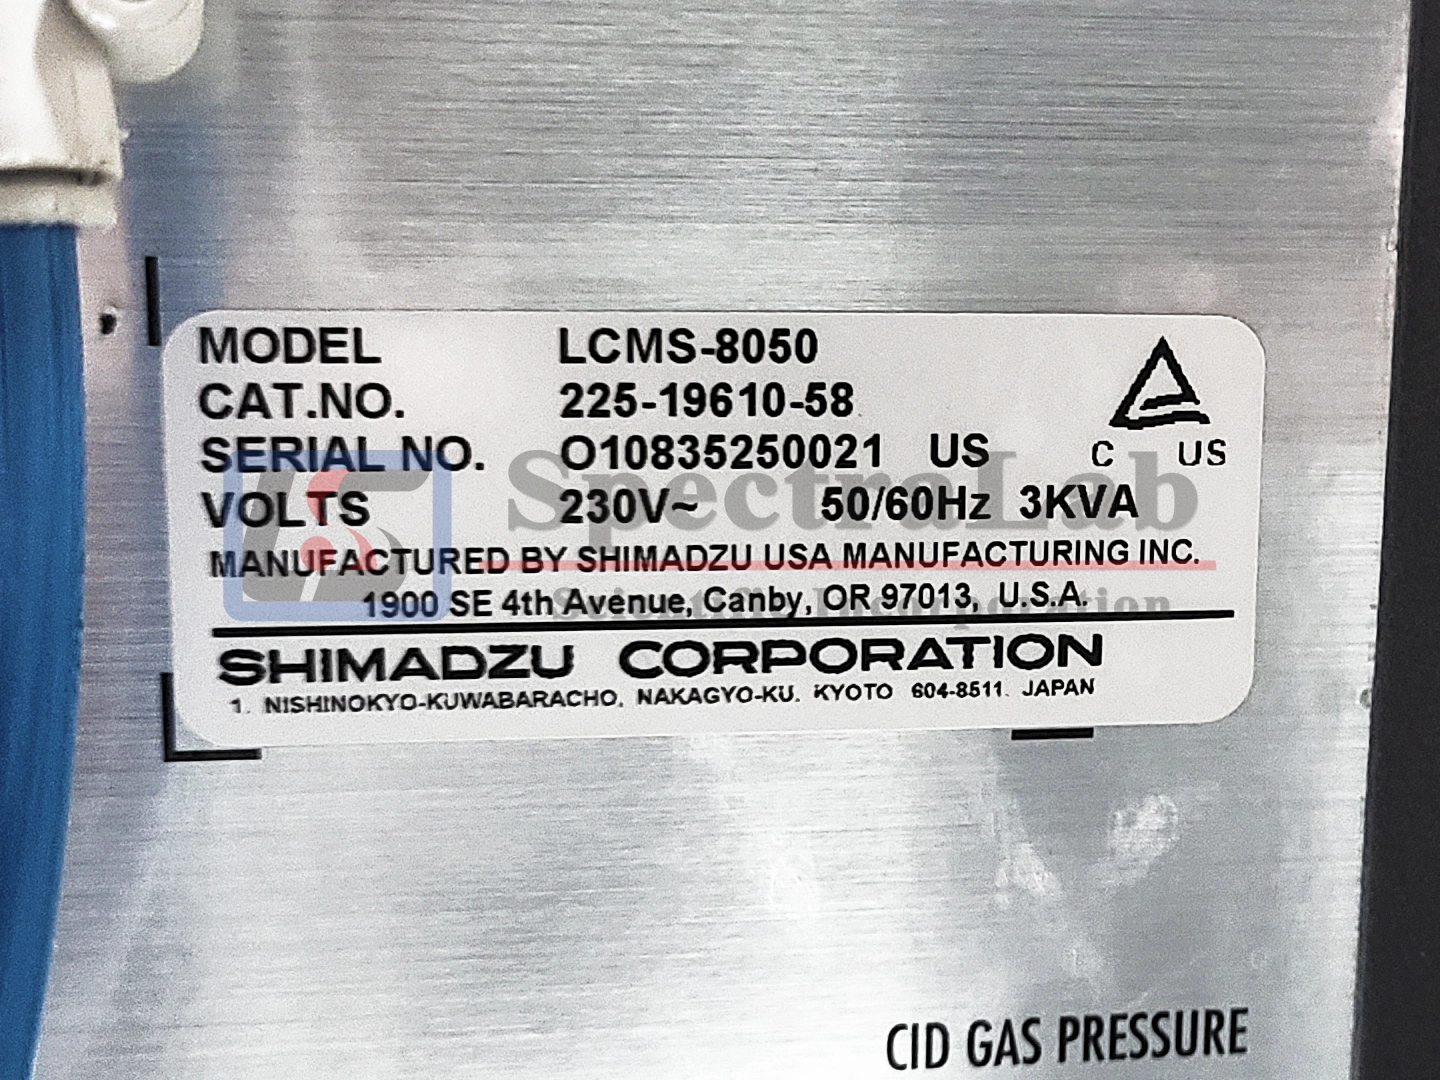 MODEL LCMS-8050
CAT.NO. 225-19610-58
SERIAL NO. O10835250021 US
C US
VOLTS 230V~ 50/60Hz 3KVA
MANUFACTURED BY SHIMADZU USA MANUFACTURING INC.
1900 SE 4th Avenue, Canby, OR 97013, U.S.A.
SHIMADZU CORPORATION
1. NISHINOKYO-KUWABARACHO, NAKAGYO-KU. KYOTO 604-8511. JAPAN
SpectraLab
Scientific Incorporation
CID GAS PRESSURE